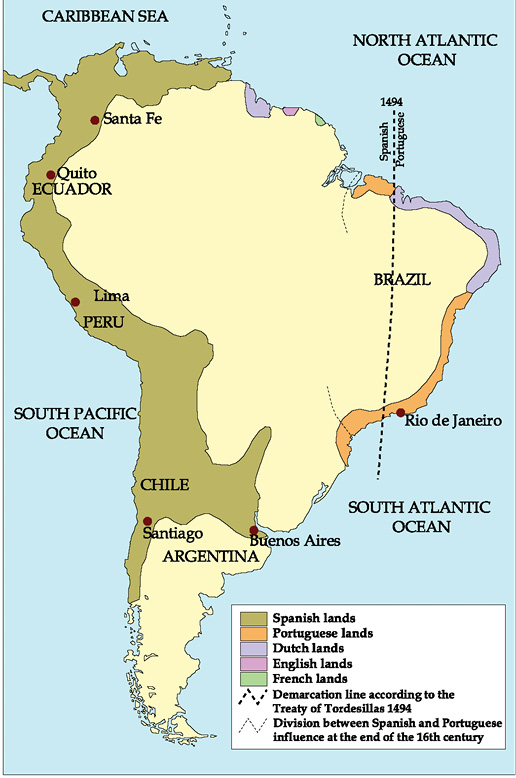 CARIBBEAN SEA
NORTH ATLANTIC
OCEAN
1494
Spanish
Portuguese
Santa Fe
Quito
ECUADOR
BRAZIL
Lima
PERU
SOUTH PACIFIC
OCEAN
Rio de Janeiro
CHILE
SOUTH ATLANTIC
OCEAN
Santiago
Buenos Aires
ARGENTINA
Spanish lands
Portuguese lands
Dutch lands
English lands
French lands
Demarcation line according to the
Treaty of Tordesillas 1494
Division between Spanish and Portuguese
influence at the end of the 16th century